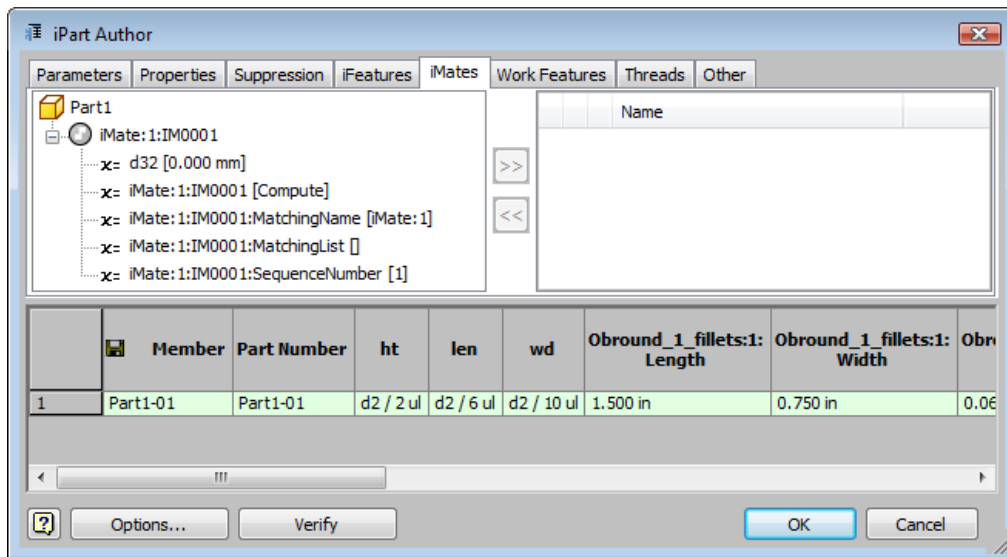 iPart Author
Parameters Properties Suppression iFeatures iMates Work Features Threads Other
Part1
iMate:1:IM0001
x= d32 [0.000 mm]
x= iMate:1:IM0001 [Compute]
x= iMate:1:IM0001:MatchingName [iMate:1]
x= iMate:1:IM0001:MatchingList []
x= iMate:1:IM0001:SequenceNumber [1]
>>
<<
Name
Member Part Number ht len wd Obround_1_fillets:1: Length Obround_1_fillets:1: Width Obro
1 Part1-01 Part1-01 d2 / 2 ul d2 / 6 ul d2 / 10 ul 1.500 in 0.750 in 0.06
? Options... Verify OK Cancel